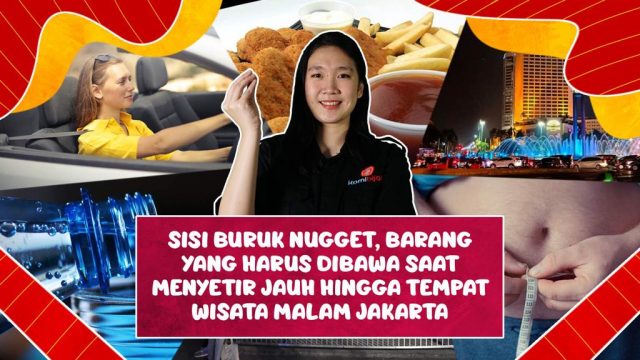 SISI BURUK NUGGET, BARANG
YANG HARUS DIBAWA SAAT
MENYETIR JAUH HINGGA TEMPAT
WISATA MALAM JAKARTA